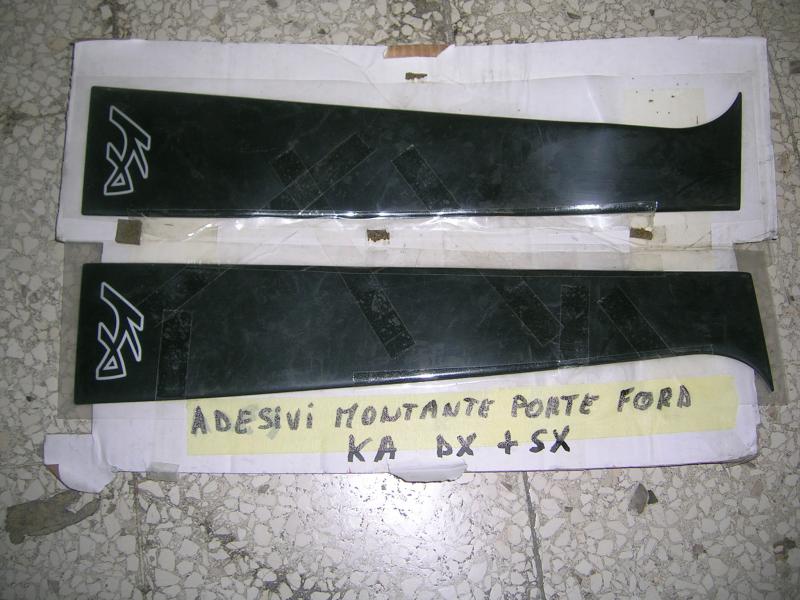 KA
KA
ADESIVI MONTANTE PORTE FORD
KA DX + SX